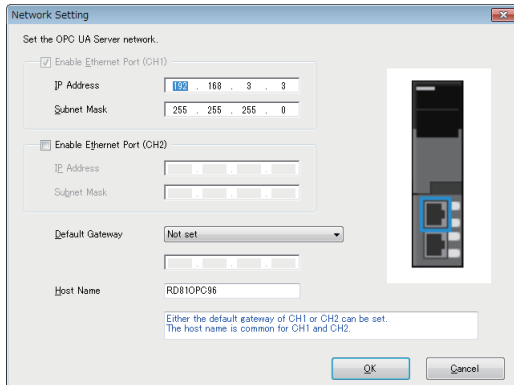 Network Setting
Set the OPC UA Server network.
Enable Ethernet Port (CH1)
IP Address 192 . 168 . 3 . 3
Subnet Mask 255 . 255 . 255 . 0
Enable Ethernet Port (CH2)
IP Address . . .
Subnet Mask . . .
Default Gateway Not set
. . .
Host Name RD81OPC96
Either the default gateway of CH1 or CH2 can be set.
The host name is common for CH1 and CH2.
OK Cancel